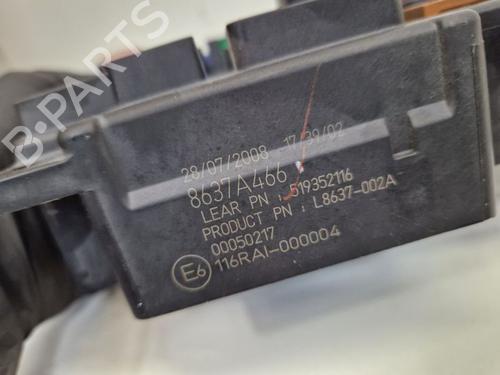 B-PARTS
28/07/2008 17:39/02
8637A466
LEAR PN : 519352116
PRODUCT PN : L8637-002A
00050217
E6 116RAI-000004